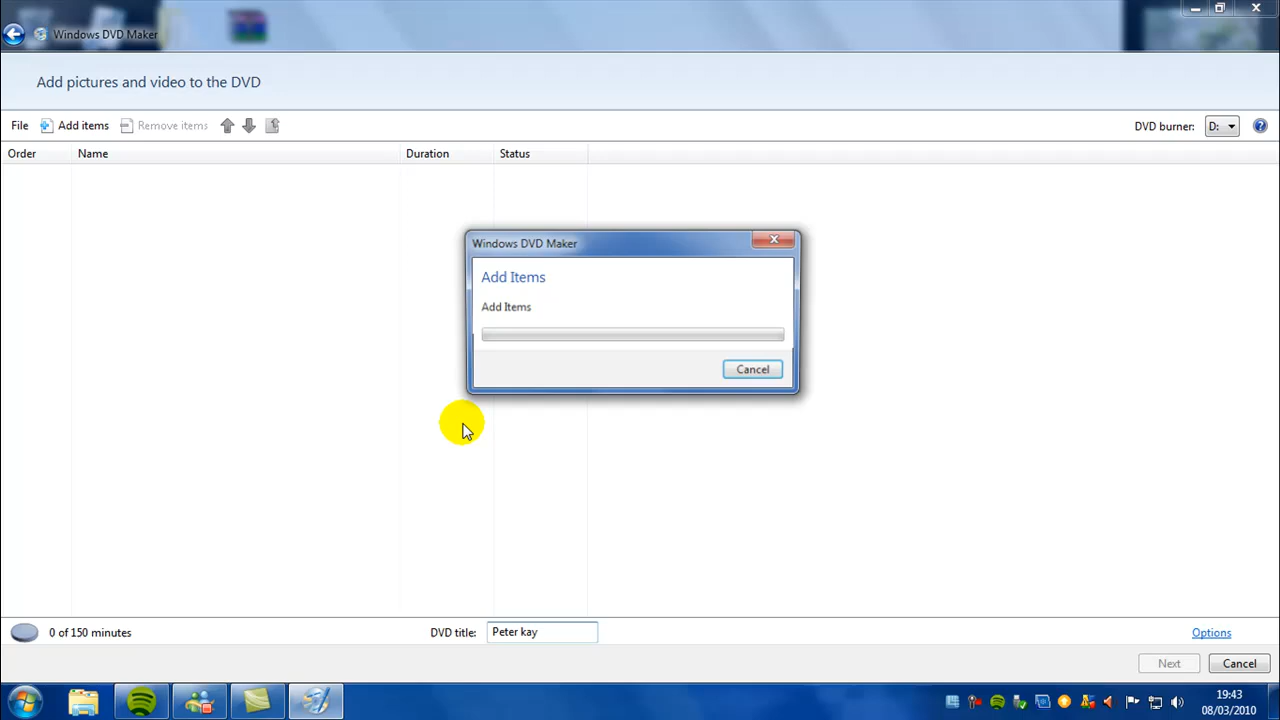 Windows DVD Maker
Add pictures and video to the DVD
File Add items Remove items DVD burner: D:
Order Name Duration Status
Windows DVD Maker
Add Items
Add Items
Cancel
0 of 150 minutes DVD title: Peter kay Options
Next Cancel
19:43
08/03/2010